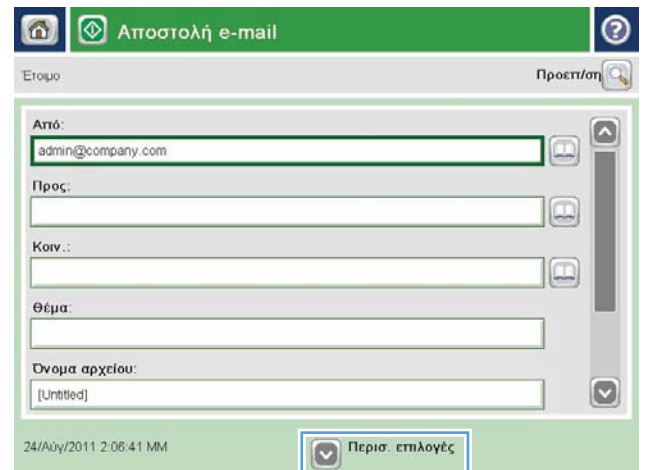 Αποστολή e-mail
Έτοιμο Προεπ/ση
Από:
admin@company.com
Προς:
Κοιν.:
Θέμα:
Όνομα αρχείου:
[Untitled]
24/Αύγ/2011 2:06:41 MM Περισ. επιλογές